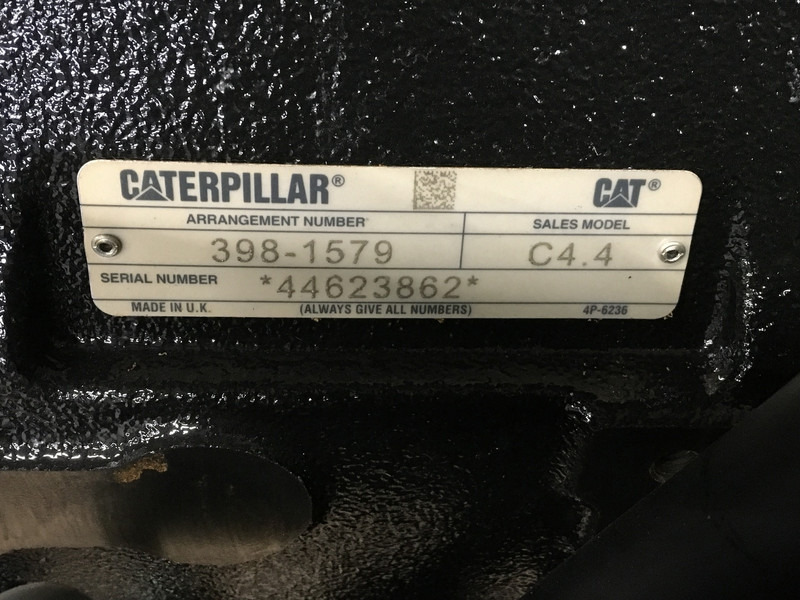 CATERPILLAR® CAT®
ARRANGEMENT NUMBER SALES MODEL
398-1579 C4.4
SERIAL NUMBER *44623862*
MADE IN U.K. (ALWAYS GIVE ALL NUMBERS) 4P-6236